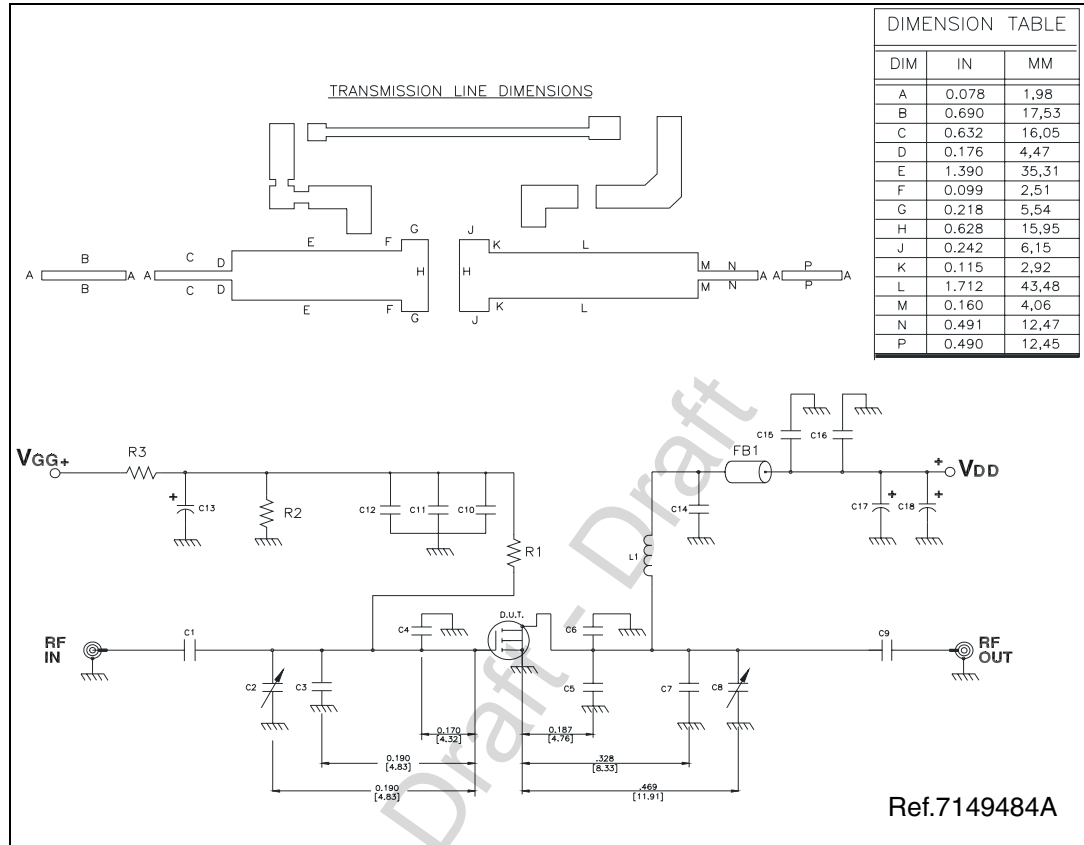 DIMENSION TABLE
DIM IN MM
A 0.078 1,98
B 0.690 17,53
C 0.632 16,05
D 0.176 4,47
E 1.390 35,31
F 0.099 2,51
G 0.218 5,54
H 0.628 15,95
J 0.242 6,15
K 0.115 2,92
L 1.712 43,48
M 0.160 4,06
N 0.491 12,47
P 0.490 12,45
TRANSMISSION LINE DIMENSIONS
G J
B C D E F K L M N P
A A A H H A A
B C D E F K L M N P
G J
VGG+ R3
C13
+
R2
C12 C11 C10
R1
C15 C16
FB1
+ VDD
C14
C17 + C18 +
L1
D.U.T.
RF IN
C1
C4
C6
C9
RF OUT
C2 C3
C5 C7 C8
0.170
[4.32]
0.187
[4.76]
0.190
[4.83]
.328
[8.33]
0.190
[4.83]
.469
[11.91]
Ref.7149484A
Draft - Draft